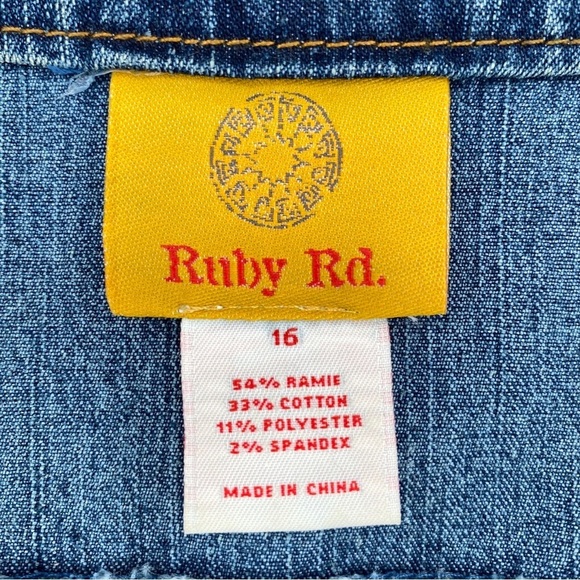 Ruby Rd.
16
54% RAMIE
33% COTTON
11% POLYESTER
2% SPANDEX
MADE IN CHINA